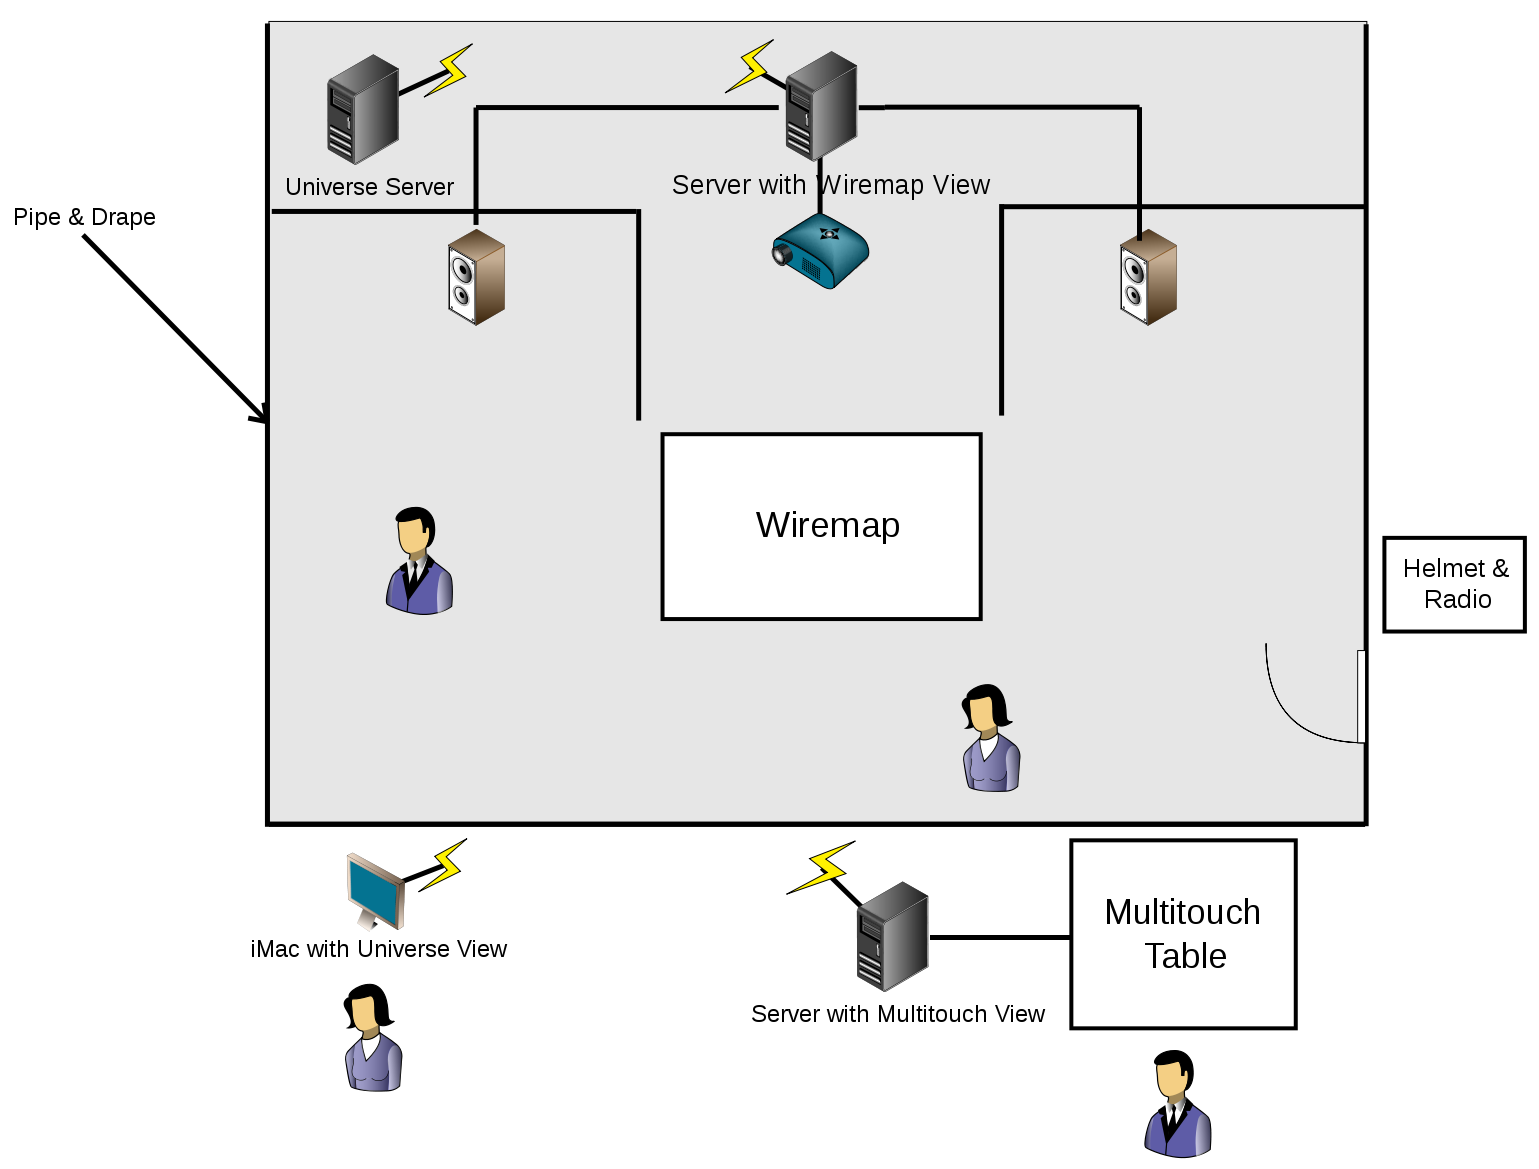 Universe Server
Server with Wiremap View
Pipe & Drape
Wiremap
Helmet &
Radio
iMac with Universe View
Multitouch
Table
Server with Multitouch View